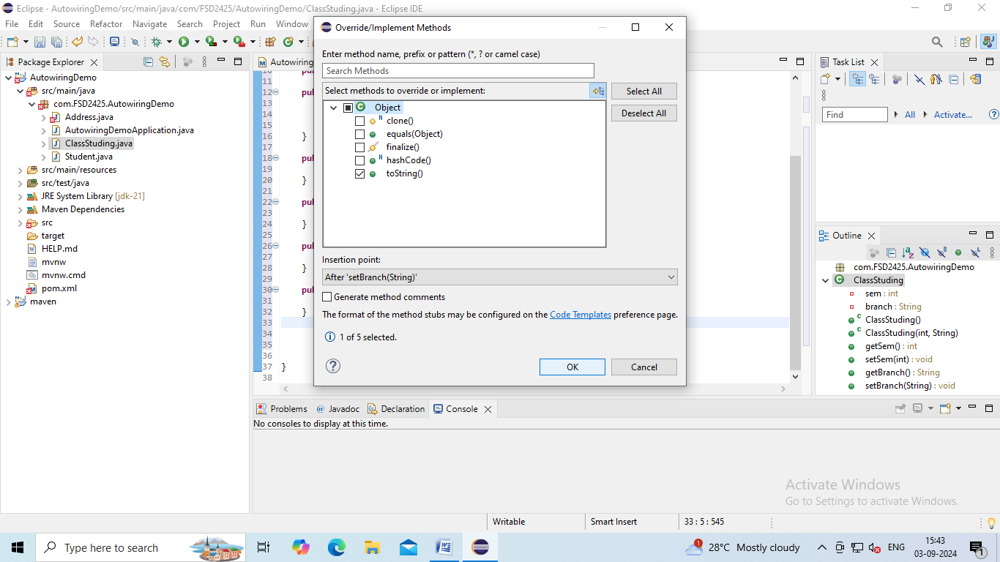 Eclipse - AutowiringDemo/src/main/java/com/FSD2425/AutowiringDemo/ClassStuding.java - Eclipse IDE
File Edit Source Refactor Navigate Search Project Run Window
Package Explorer
AutowiringDemo
src/main/java
com.FSD2425.AutowiringDemo
Address.java
AutowiringDemoApplication.java
ClassStuding.java
Student.java
src/main/resources
src/test/java
JRE System Library [jdk-21]
Maven Dependencies
src
target
HELP.md
mvnw
mvnw.cmd
pom.xml
maven
Autowiring
10 pub
11
12 pub
13
14
15
16 }
17
18 pub
19
20 }
21
22 pub
23
24 }
25
26 pub
27
28 }
29
30 pub
31
32 }
33
34
35
36
37 }
38
Override/Implement Methods
Enter method name, prefix or pattern (*, ? or camel case)
Search Methods
Select methods to override or implement:
Select All
Deselect All
Object
clone()
equals(Object)
finalize()
hashCode()
toString()
Insertion point:
After 'setBranch(String)'
Generate method comments
The format of the method stubs may be configured on the Code Templates preference page.
1 of 5 selected.
OK Cancel
Task List
Find All Activate...
Outline
com.FSD2425.AutowiringDemo
ClassStuding
sem : int
branch : String
ClassStuding()
ClassStuding(int, String)
getSem() : int
setSem(int) : void
getBranch() : String
setBranch(String) : void
Problems Javadoc Declaration Console
No consoles to display at this time.
Activate Windows
Go to Settings to activate Windows.
Writable Smart Insert 33 : 5 : 545
Type here to search
1 28°C Mostly cloudy ENG 15:43
03-09-2024
1